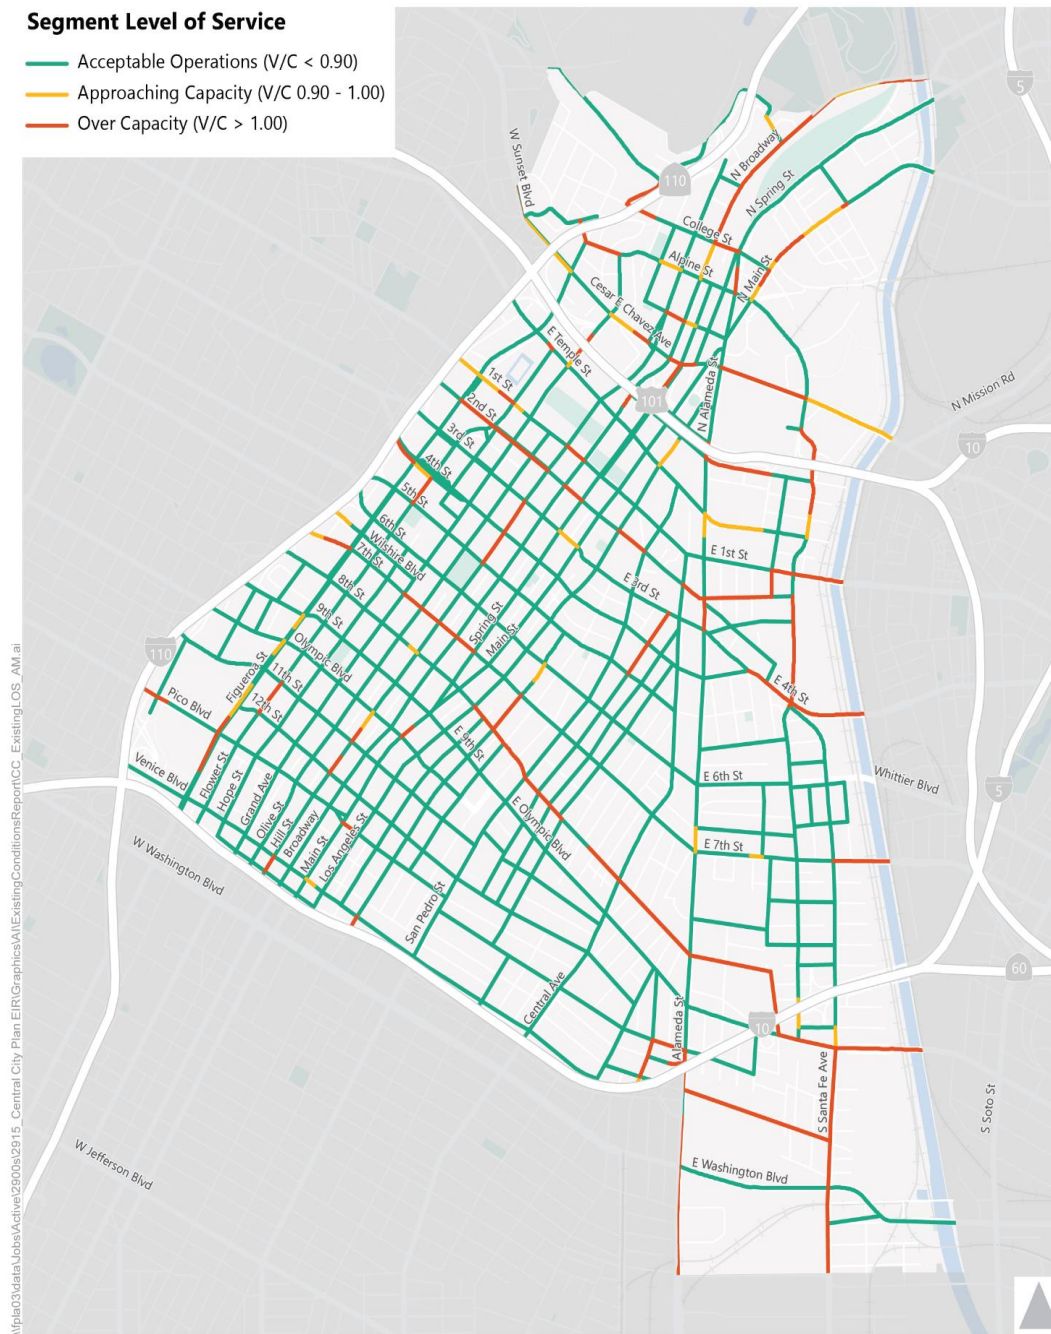 Segment Level of Service
Acceptable Operations (V/C < 0.90)
Approaching Capacity (V/C 0.90 - 1.00)
Over Capacity (V/C > 1.00)
5
W Sunset Blvd
N Broadway
110
N Spring St
College St
Alpine St
N Main St
Cesar E Chavez Ave
E Temple St
1st St
N Alameda St
101
N Mission Rd
2nd St
3rd St
10
4th St
5th St
6th St
Wilshire Blvd
7th St
E 1st St
8th St
E 3rd St
9th St
Spring St
Main St
110
Olympic Blvd
Figueroa St
11th St
12th St
E 4th St
Pico Blvd
E 9th St
Venice Blvd
Flower St
Hope St
Grand Ave
Olive St
Hill St
Broadway
Main St
Los Angeles St
E 6th St
Whittier Blvd
5
E Olympic Blvd
E 7th St
W Washington Blvd
San Pedro St
60
Central Ave
Alameda St
10
S Santa Fe Ave
S Soto St
W Jefferson Blvd
E Washington Blvd
\\fpla03\data\Jobs\Active\2900s\2915_Central City Plan EIR\Graphics\AI\ExistingConditionsReport\CC_ExistingLOS_AM.ai